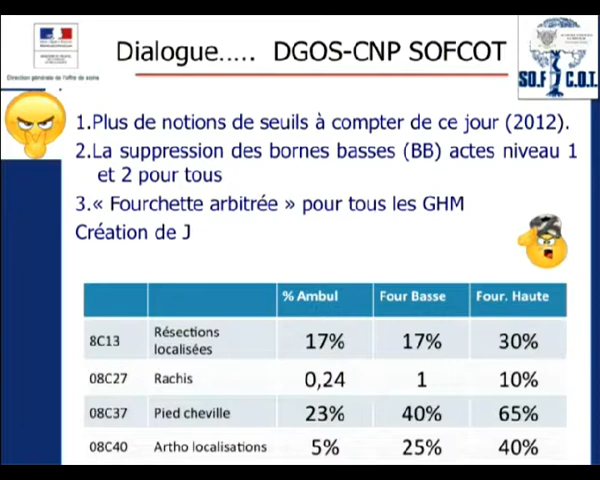 Dialogue..... DGOS-CNP SOFCOT
Direction générale de l'offre de soins
SO.F C.O.T.
1.Plus de notions de seuils à compter de ce jour (2012).
2.La suppression des bornes basses (BB) actes niveau 1
et 2 pour tous
3.« Fourchette arbitrée » pour tous les GHM
Création de J
% Ambul Four Basse Four. Haute
8C13 Résections localisées 17% 17% 30%
08C27 Rachis 0,24 1 10%
08C37 Pied cheville 23% 40% 65%
08C40 Artho localisations 5% 25% 40%